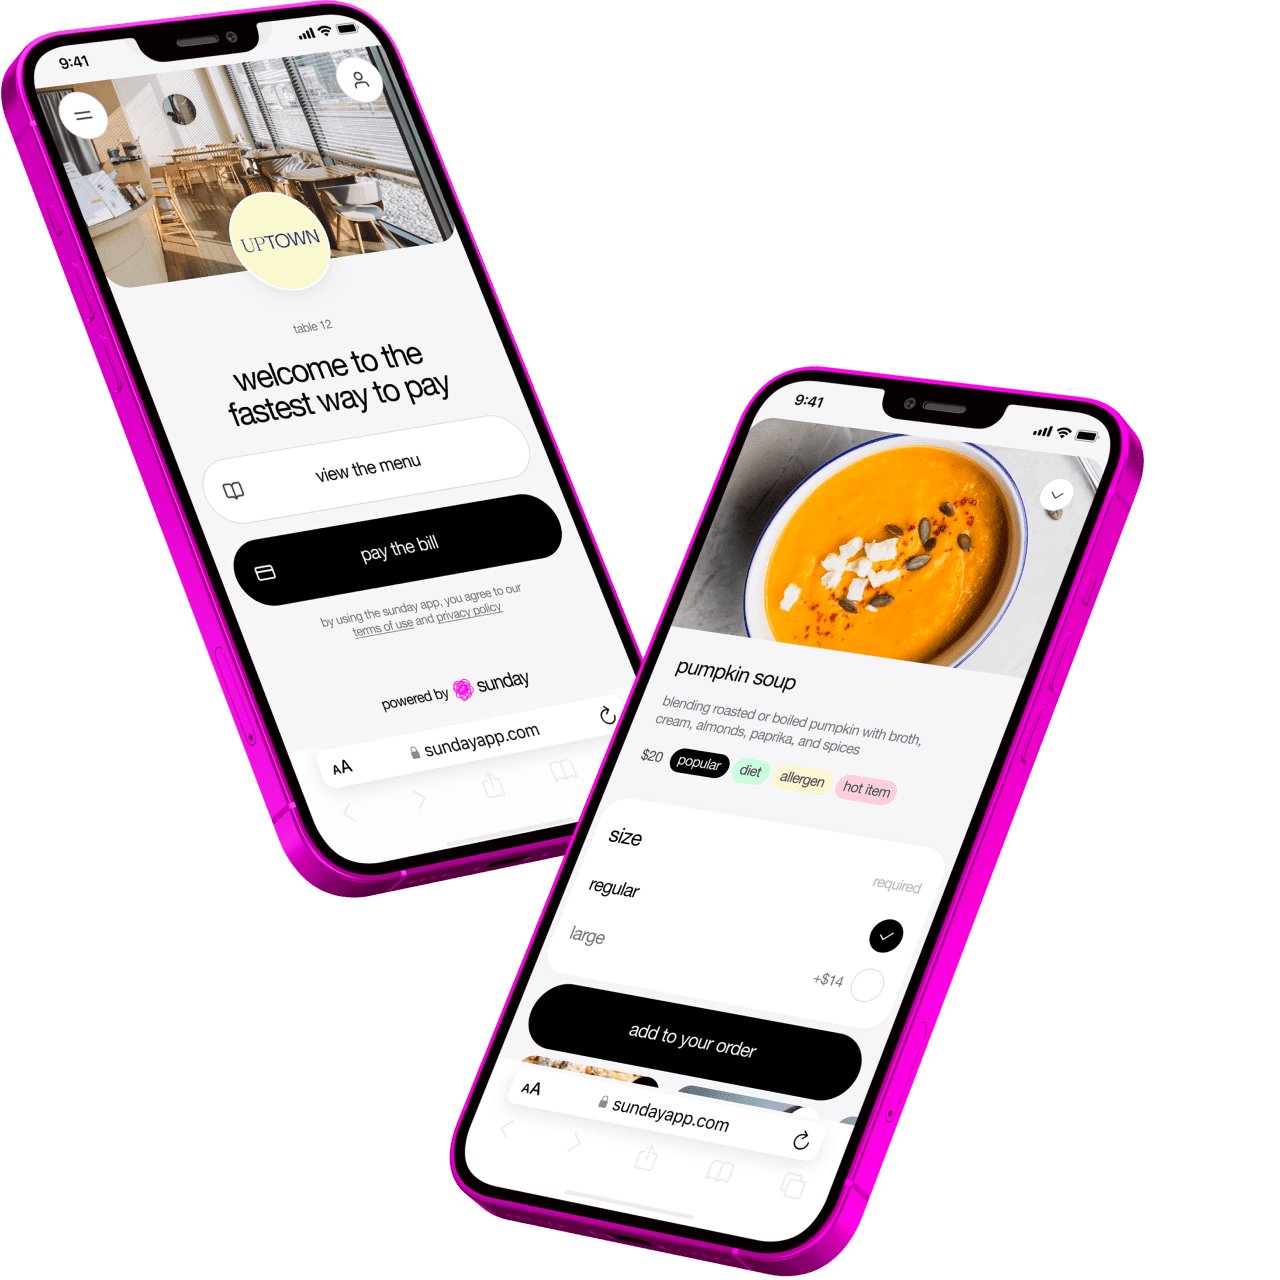 9:41
UPTOWN
table 12
welcome to the
fastest way to pay
view the menu
pay the bill
by using the sunday app, you agree to our
terms of use and privacy policy
powered by sunday
AA sundayapp.com
9:41
pumpkin soup
blending roasted or boiled pumpkin with broth,
cream, almonds, paprika, and spices
$20 popular diet allergen hot item
size
required
regular
large
+$14
add to your order
AA sundayapp.com